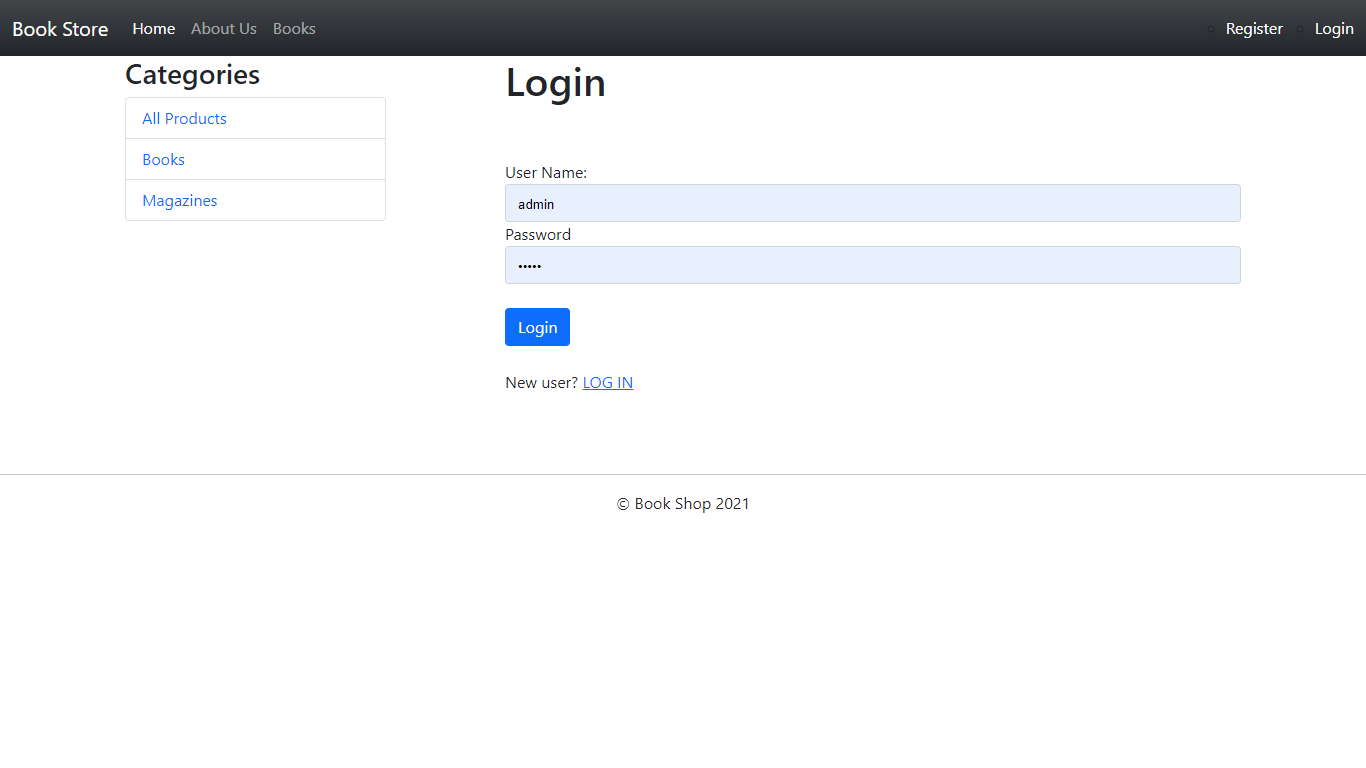 Book Store Home About Us Books Register Login
Categories
All Products
Books
Magazines
Login
User Name:
admin
Password
•••••
Login
New user? LOG IN
© Book Shop 2021